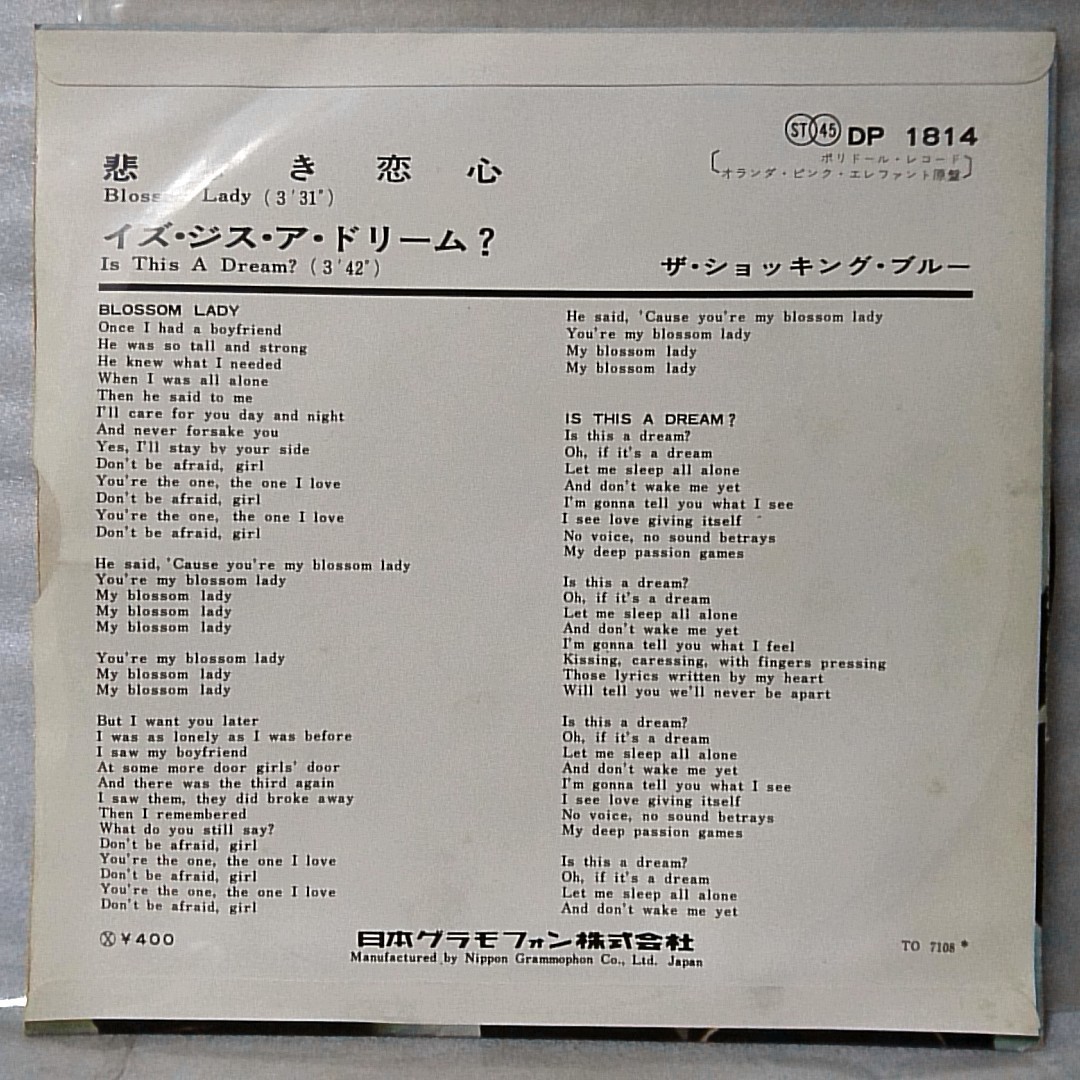 ST 45 DP 1814
ポリドール・レコード
オランダ・ピンク・エレファント原盤
悲 き 恋 心
Lady (3'31")
イズ・ジス・ア・ドリーム?
Is This A Dream? (3'42")
ザ・ショッキング・ブルー
BLOSSOM LADY
Once I had a boyfriend
He was so tall and strong
He knew what I needed
When I was all alone
Then he said to me
I'll care for you day and night
And never forsake you
Yes, I'll stay by your side
Don't be afraid, girl
You're the one, the one I love
Don't be afraid, girl
You're the one, the one I love
Don't be afraid, girl
He said, 'Cause you're my blossom lady
You're my blossom lady
My blossom lady
My blossom lady
My blossom lady
You're my blossom lady
My blossom lady
My blossom lady
But I want you later
I was as lonely as I was before
I saw my boyfriend
At some more door girls' door
And there was the third again
I saw them, they did broke away
Then I remembered
What do you still say?
Don't be afraid, girl
You're the one, the one I love
Don't be afraid, girl
You're the one, the one I love
Don't be afraid, girl
He said, 'Cause you're my blossom lady
You're my blossom lady
My blossom lady
My blossom lady
IS THIS A DREAM?
Is this a dream?
Oh, if it's a dream
Let me sleep all alone
And don't wake me yet
I'm gonna tell you what I see
I see love giving itself
No voice, no sound betrays
My deep passion games
Is this a dream?
Oh, if it's a dream
Let me sleep all alone
And don't wake me yet
I'm gonna tell you what I feel
Kissing, caressing, with fingers pressing
Those lyrics written by my heart
Will tell you we'll never be apart
Is this a dream?
Oh, if it's a dream
Let me sleep all alone
And don't wake me yet
I'm gonna tell you what I see
I see love giving itself
No voice, no sound betrays
My deep passion games
Is this a dream?
Oh, if it's a dream
Let me sleep all alone
And don't wake me yet
Ⓧ ¥400
日本グラモフォン株式会社
Manufactured by Nippon Grammophon Co., Ltd. Japan
TO 7108 *